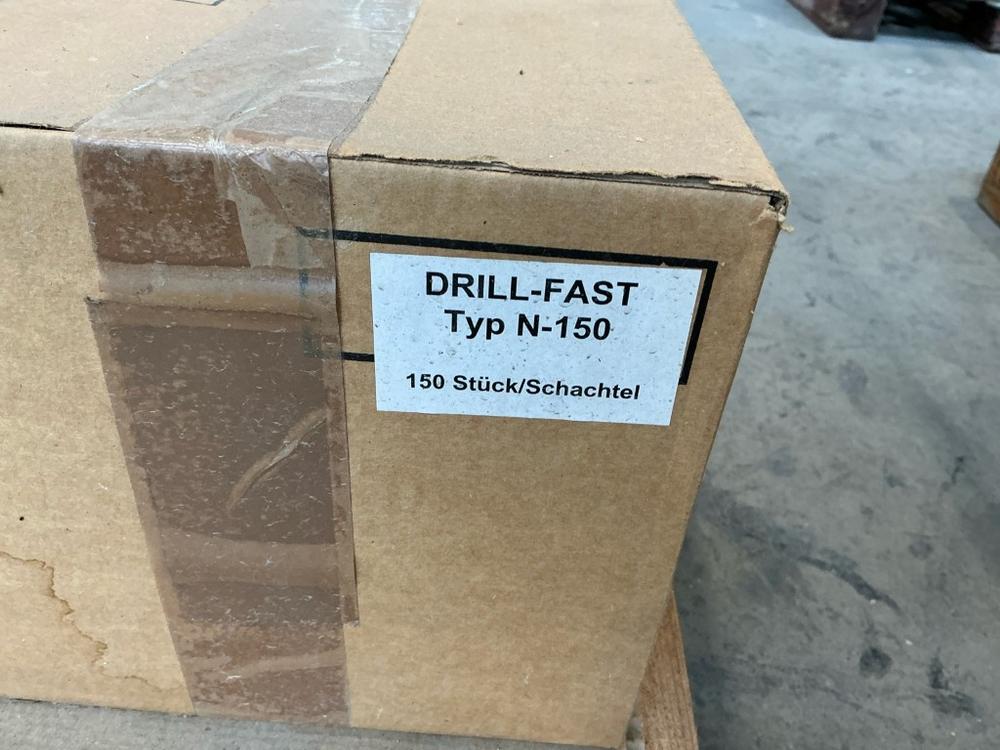 DRILL-FAST
Typ N-150
150 Stück/Schachtel